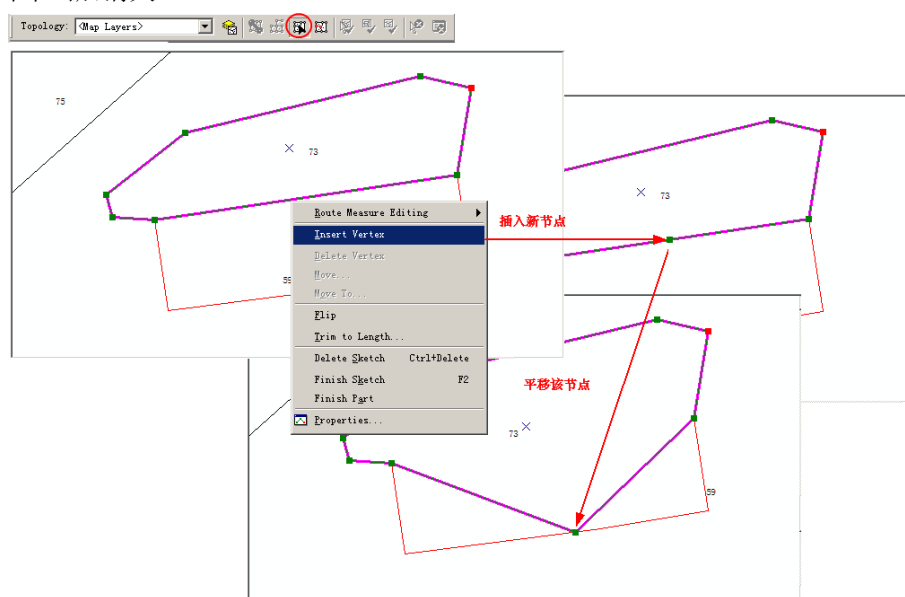 Topology: <Map Layers>
75
73
Route Measure Editing
Insert Vertex
Delete Vertex
Move...
Move To...
Flip
Trim to Length...
Delete Sketch Ctrl+Delete
Finish Sketch F2
Finish Part
Properties...
插入新节点
73
平移该节点
73
59